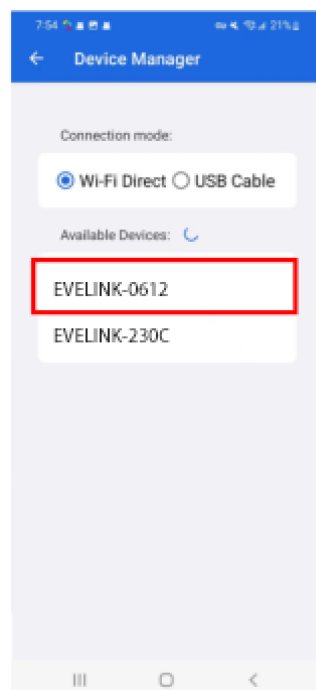 7:54 21%
Device Manager
Connection mode:
Wi-Fi Direct USB Cable
Available Devices:
EVELINK-0612
EVELINK-230C